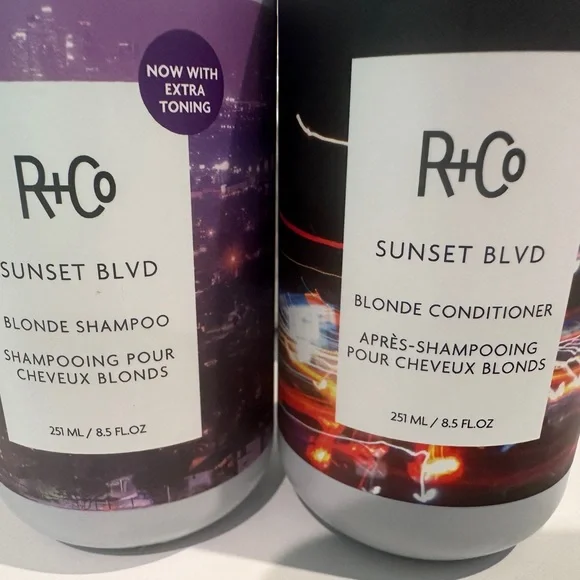 NOW WITH
EXTRA
TONING
R+Co
SUNSET BLVD
BLONDE SHAMPOO
SHAMPOOING POUR
CHEVEUX BLONDS
251 ML / 8.5 FL.OZ
R+Co
SUNSET BLVD
BLONDE CONDITIONER
APRÈS-SHAMPOOING
POUR CHEVEUX BLONDS
251 ML / 8.5 FL.OZ